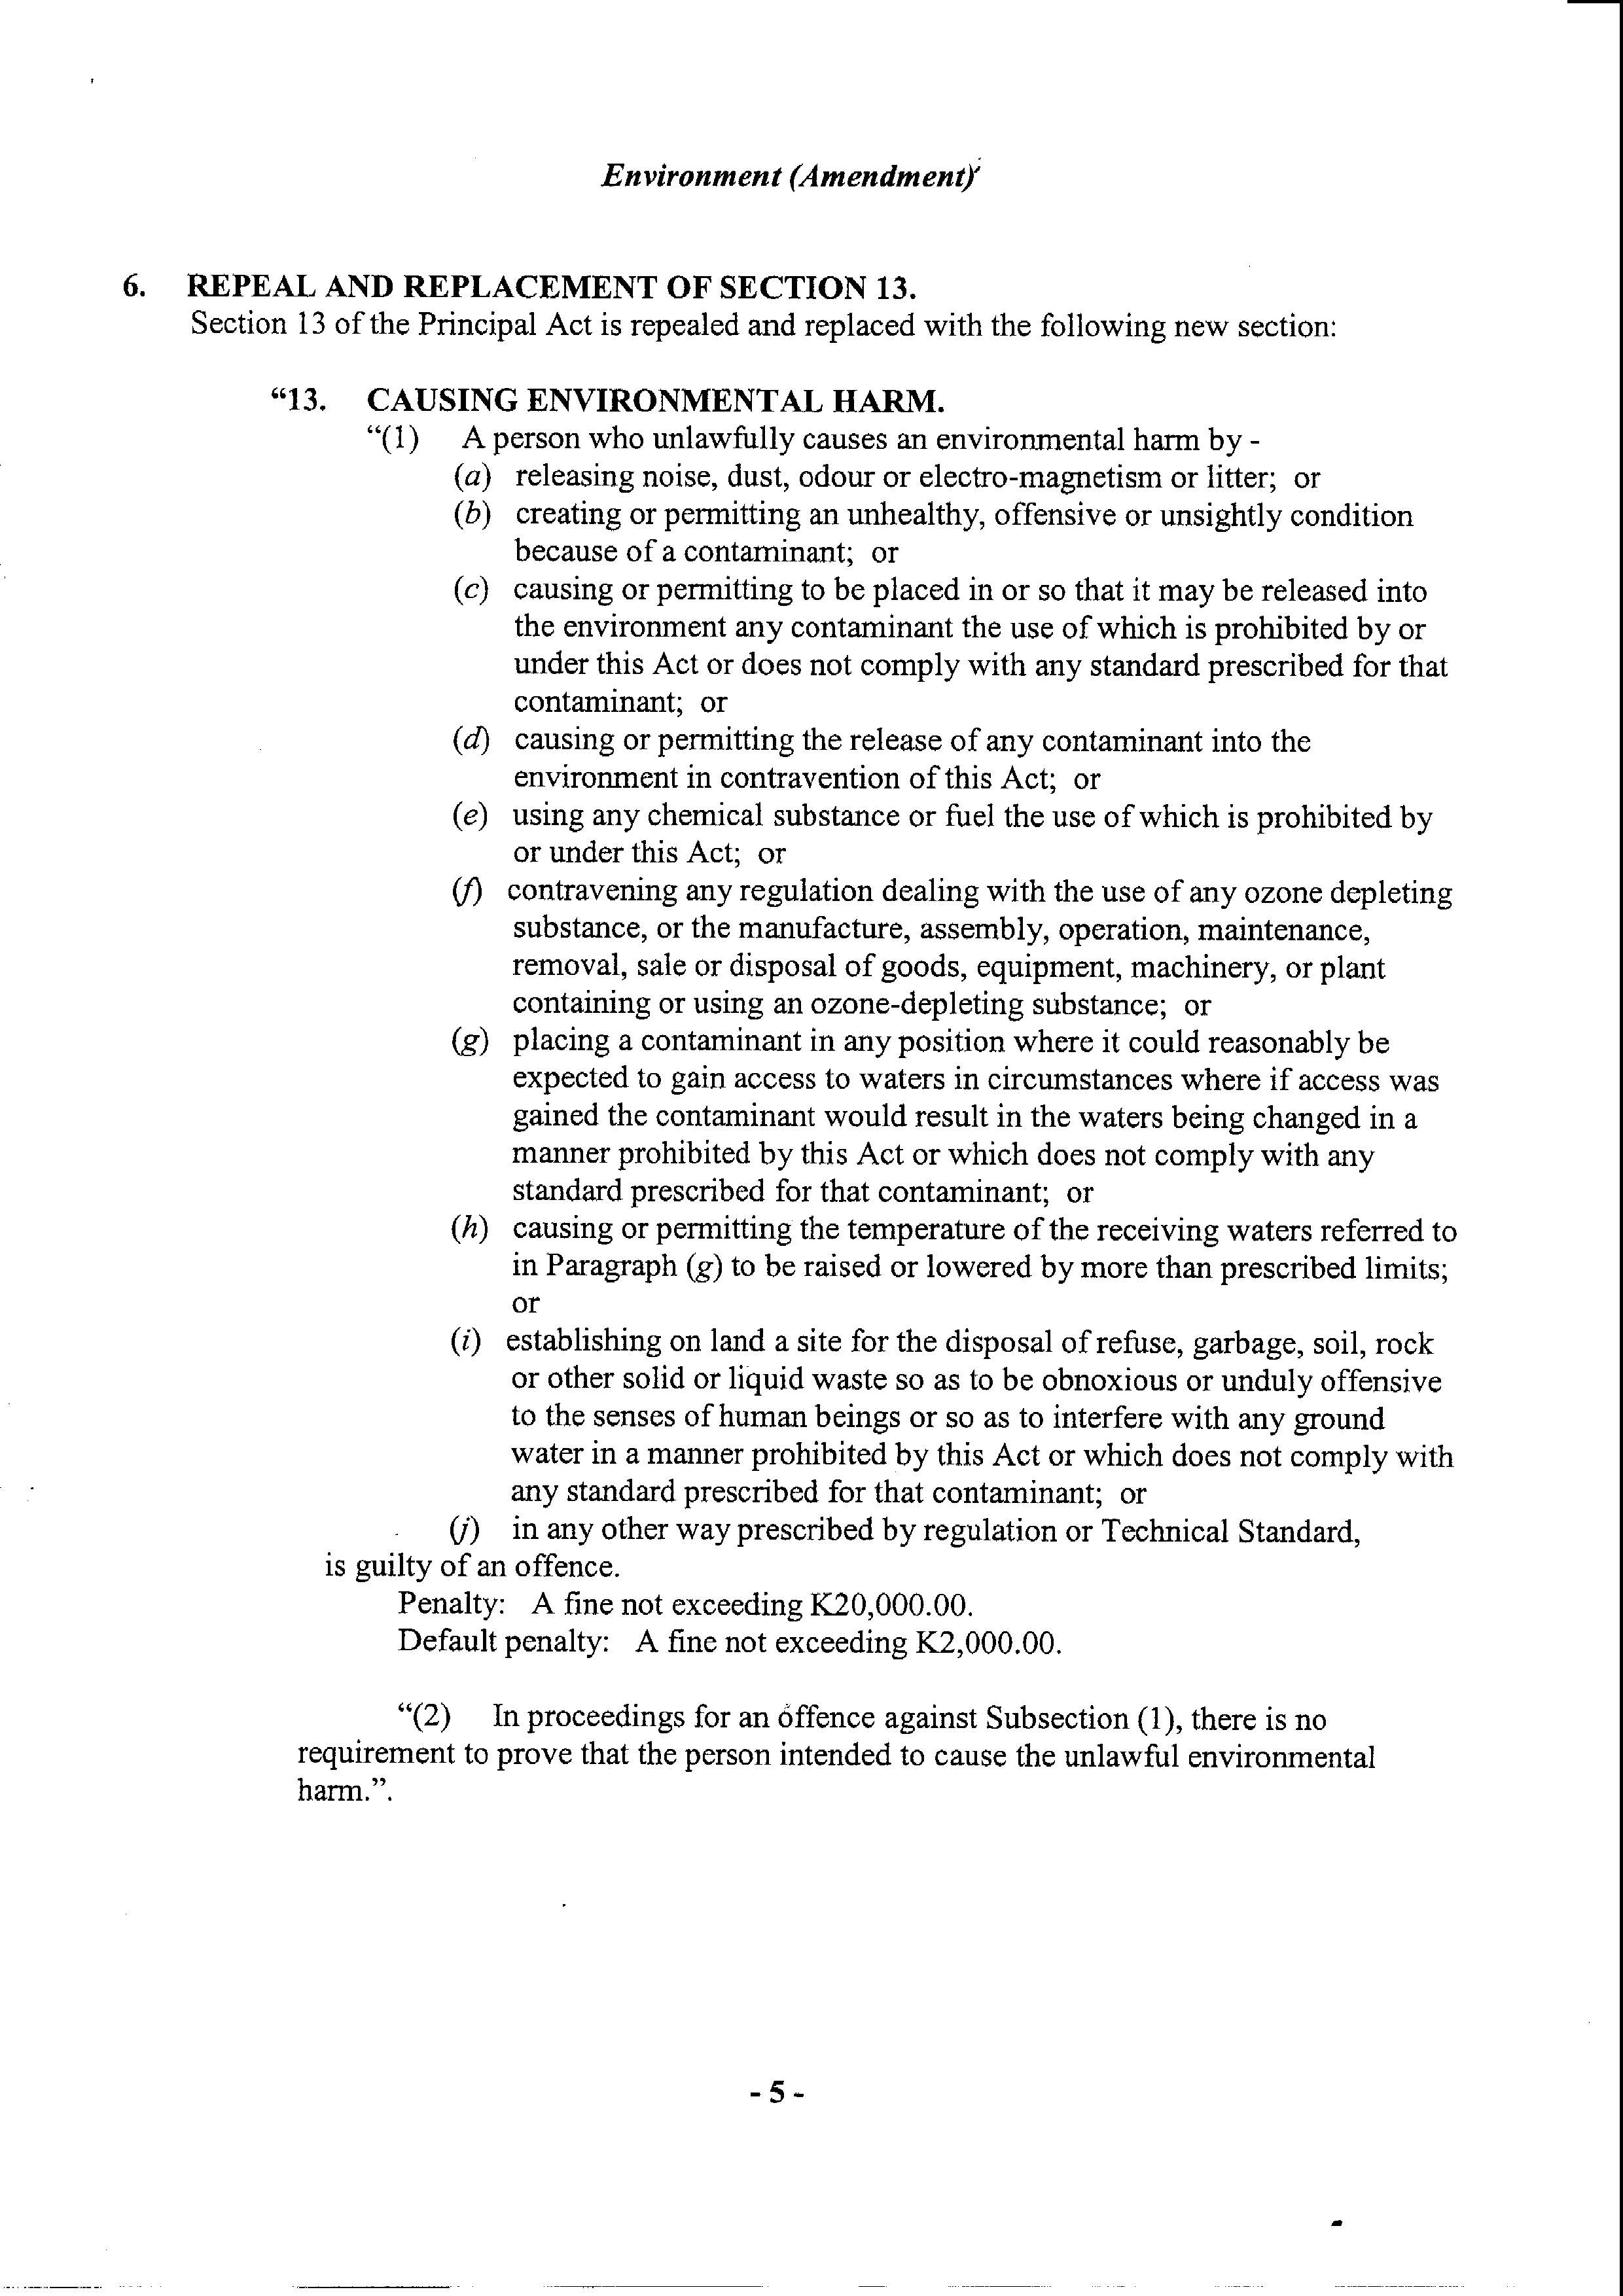 Environment (Amendment)
6. REPEAL AND REPLACEMENT OF SECTION 13.
Section 13 of the Principal Act is repealed and replaced with the following new section:
“13. CAUSING ENVIRONMENTAL HARM.
“(1) A person who unlawfully causes an environmental harm by -
(a) releasing noise, dust, odour or electro-magnetism or litter; or
(b) creating or permitting an unhealthy, offensive or unsightly condition
because of a contaminant; or
(c) causing or permitting to be placed in or so that it may be released into
the environment any contaminant the use of which is prohibited by or
under this Act or does not comply with any standard prescribed for that
contaminant; or
(d) causing or permitting the release of any contaminant into the
environment in contravention of this Act; or
(e) using any chemical substance or fuel the use of which is prohibited by
or under this Act; or
(f) contravening any regulation dealing with the use of any ozone depleting
substance, or the manufacture, assembly, operation, maintenance,
removal, sale or disposal of goods, equipment, machinery, or plant
containing or using an ozone-depleting substance; or
(g) placing a contaminant in any position where it could reasonably be
expected to gain access to waters in circumstances where if access was
gained the contaminant would result in the waters being changed in a
manner prohibited by this Act or which does not comply with any
standard prescribed for that contaminant; or
(h) causing or permitting the temperature of the receiving waters referred to
in Paragraph (g) to be raised or lowered by more than prescribed limits;
or
(i) establishing on land a site for the disposal of refuse, garbage, soil, rock
or other solid or liquid waste so as to be obnoxious or unduly offensive
to the senses of human beings or so as to interfere with any ground
water in a manner prohibited by this Act or which does not comply with
any standard prescribed for that contaminant; or
(j) in any other way prescribed by regulation or Technical Standard,
is guilty of an offence.
Penalty: A fine not exceeding K20,000.00.
Default penalty: A fine not exceeding K2,000.00.
“(2) In proceedings for an offence against Subsection (1), there is no
requirement to prove that the person intended to cause the unlawful environmental
harm.”.
- 5 -